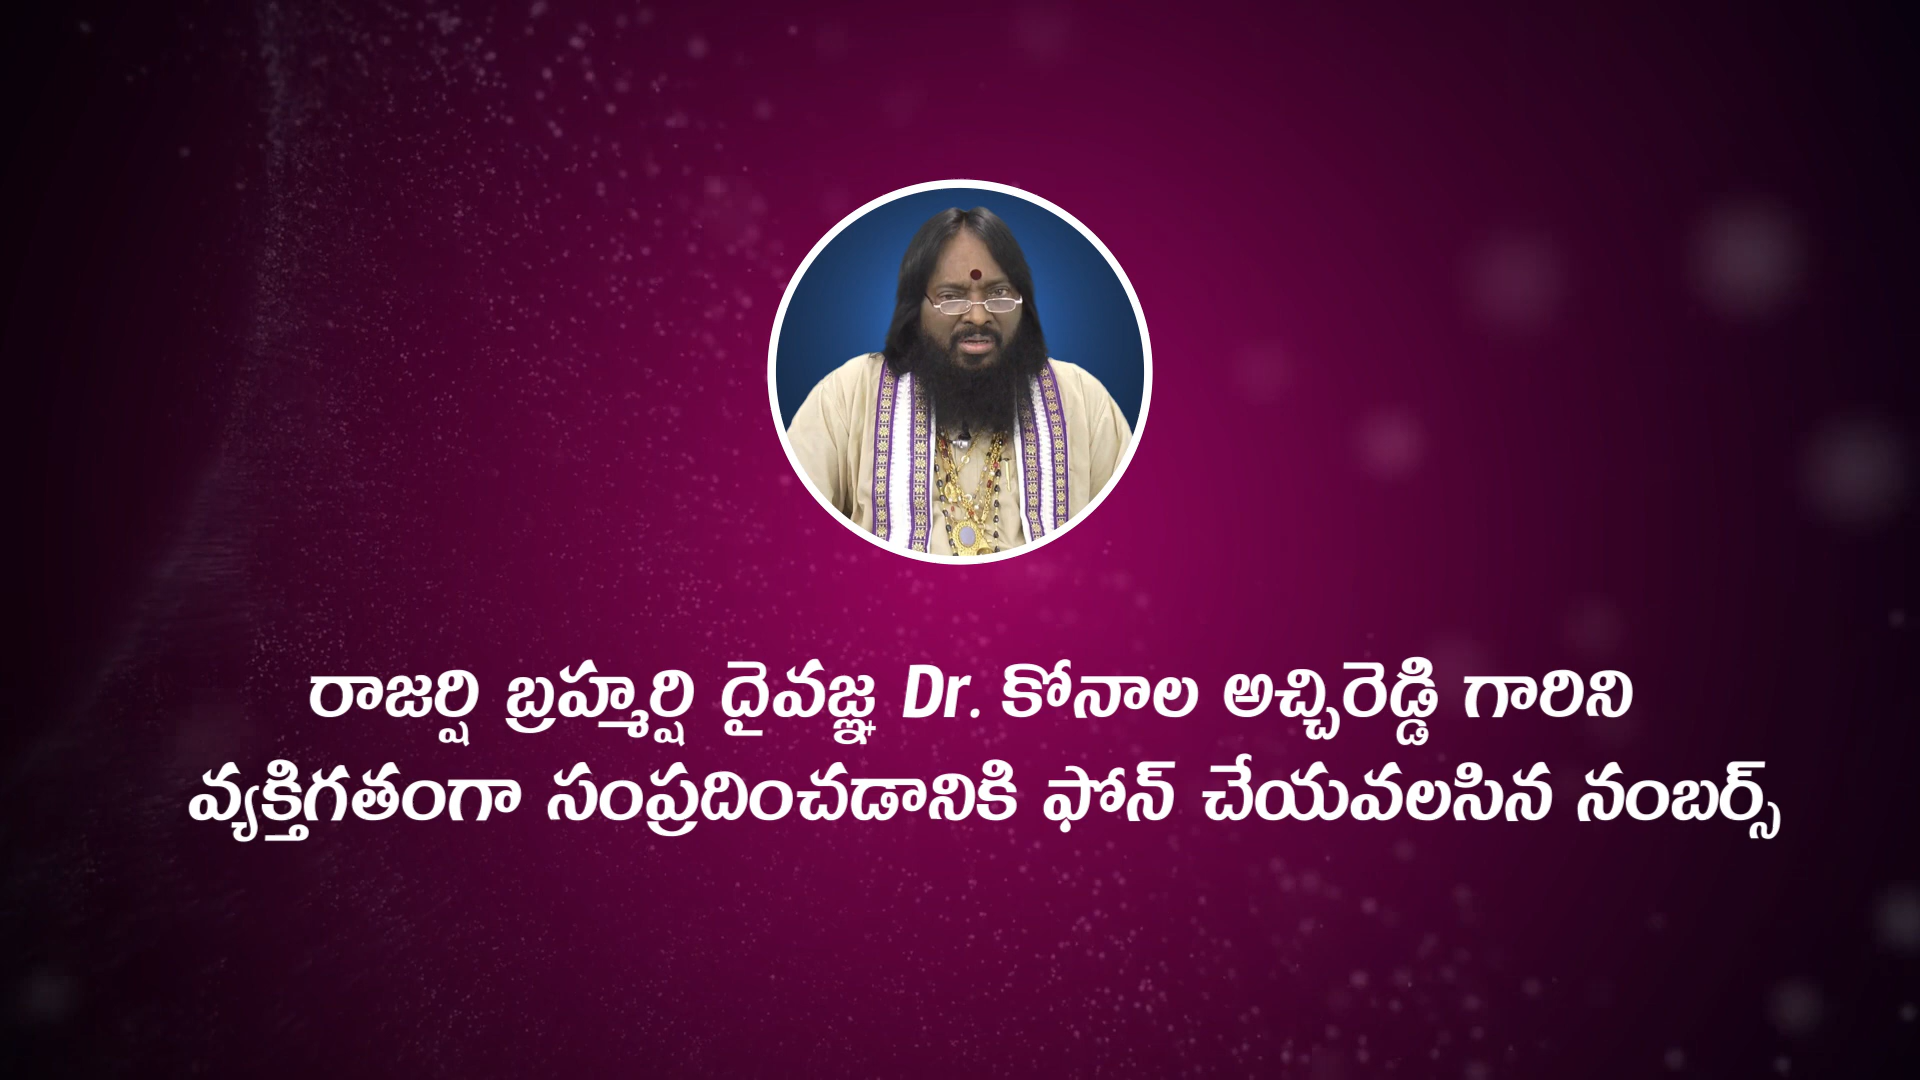 రాజర్షి బ్రహ్మర్షి దైవజ్ఞ Dr. కోనాల అచ్చిరెడ్డి గారిని
వ్యక్తిగతంగా సంప్రదించడానికి ఫోన్ చేయవలసిన నంబర్స్